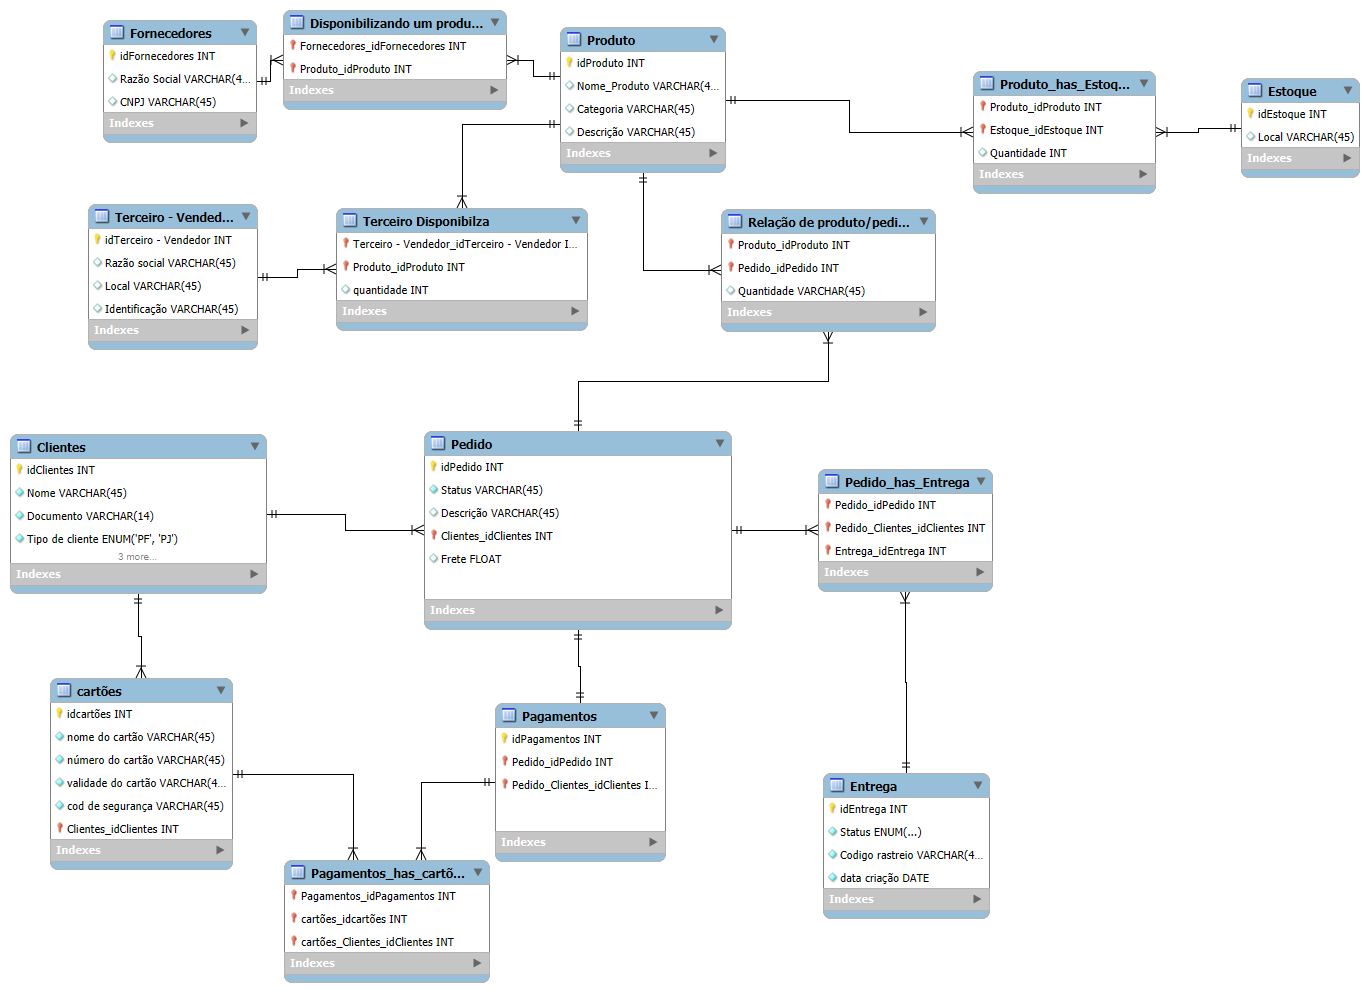 Fornecedores
idFornecedores INT
Razão Social VARCHAR(4...
CNPJ VARCHAR(45)
Indexes
Disponibilizando um produ...
Fornecedores_idFornecedores INT
Produto_idProduto INT
Indexes
Produto
idProduto INT
Nome_Produto VARCHAR(4...
Categoria VARCHAR(45)
Descrição VARCHAR(45)
Indexes
Produto_has_Estoq...
Produto_idProduto INT
Estoque_idEstoque INT
Quantidade INT
Indexes
Estoque
idEstoque INT
Local VARCHAR(45)
Indexes
Terceiro - Vended...
idTerceiro - Vendedor INT
Razão social VARCHAR(45)
Local VARCHAR(45)
Identificação VARCHAR(45)
Indexes
Terceiro Disponibilza
Terceiro - Vendedor_idTerceiro - Vendedor I...
Produto_idProduto INT
quantidade INT
Indexes
Relação de produto/pedi...
Produto_idProduto INT
Pedido_idPedido INT
Quantidade VARCHAR(45)
Indexes
Clientes
idClientes INT
Nome VARCHAR(45)
Documento VARCHAR(14)
Tipo de cliente ENUM('PF', 'PJ')
3 more...
Indexes
Pedido
idPedido INT
Status VARCHAR(45)
Descrição VARCHAR(45)
Clientes_idClientes INT
Frete FLOAT
Indexes
Pedido_has_Entrega
Pedido_idPedido INT
Pedido_Clientes_idClientes INT
Entrega_idEntrega INT
Indexes
cartões
idcartões INT
nome do cartão VARCHAR(45)
número do cartão VARCHAR(45)
validade do cartão VARCHAR(4...
cod de segurança VARCHAR(45)
Clientes_idClientes INT
Indexes
Pagamentos
idPagamentos INT
Pedido_idPedido INT
Pedido_Clientes_idClientes I...
Indexes
Entrega
idEntrega INT
Status ENUM(...)
Codigo rastreio VARCHAR(4...
data criação DATE
Indexes
Pagamentos_has_cartõ...
Pagamentos_idPagamentos INT
cartões_idcartões INT
cartões_Clientes_idClientes INT
Indexes